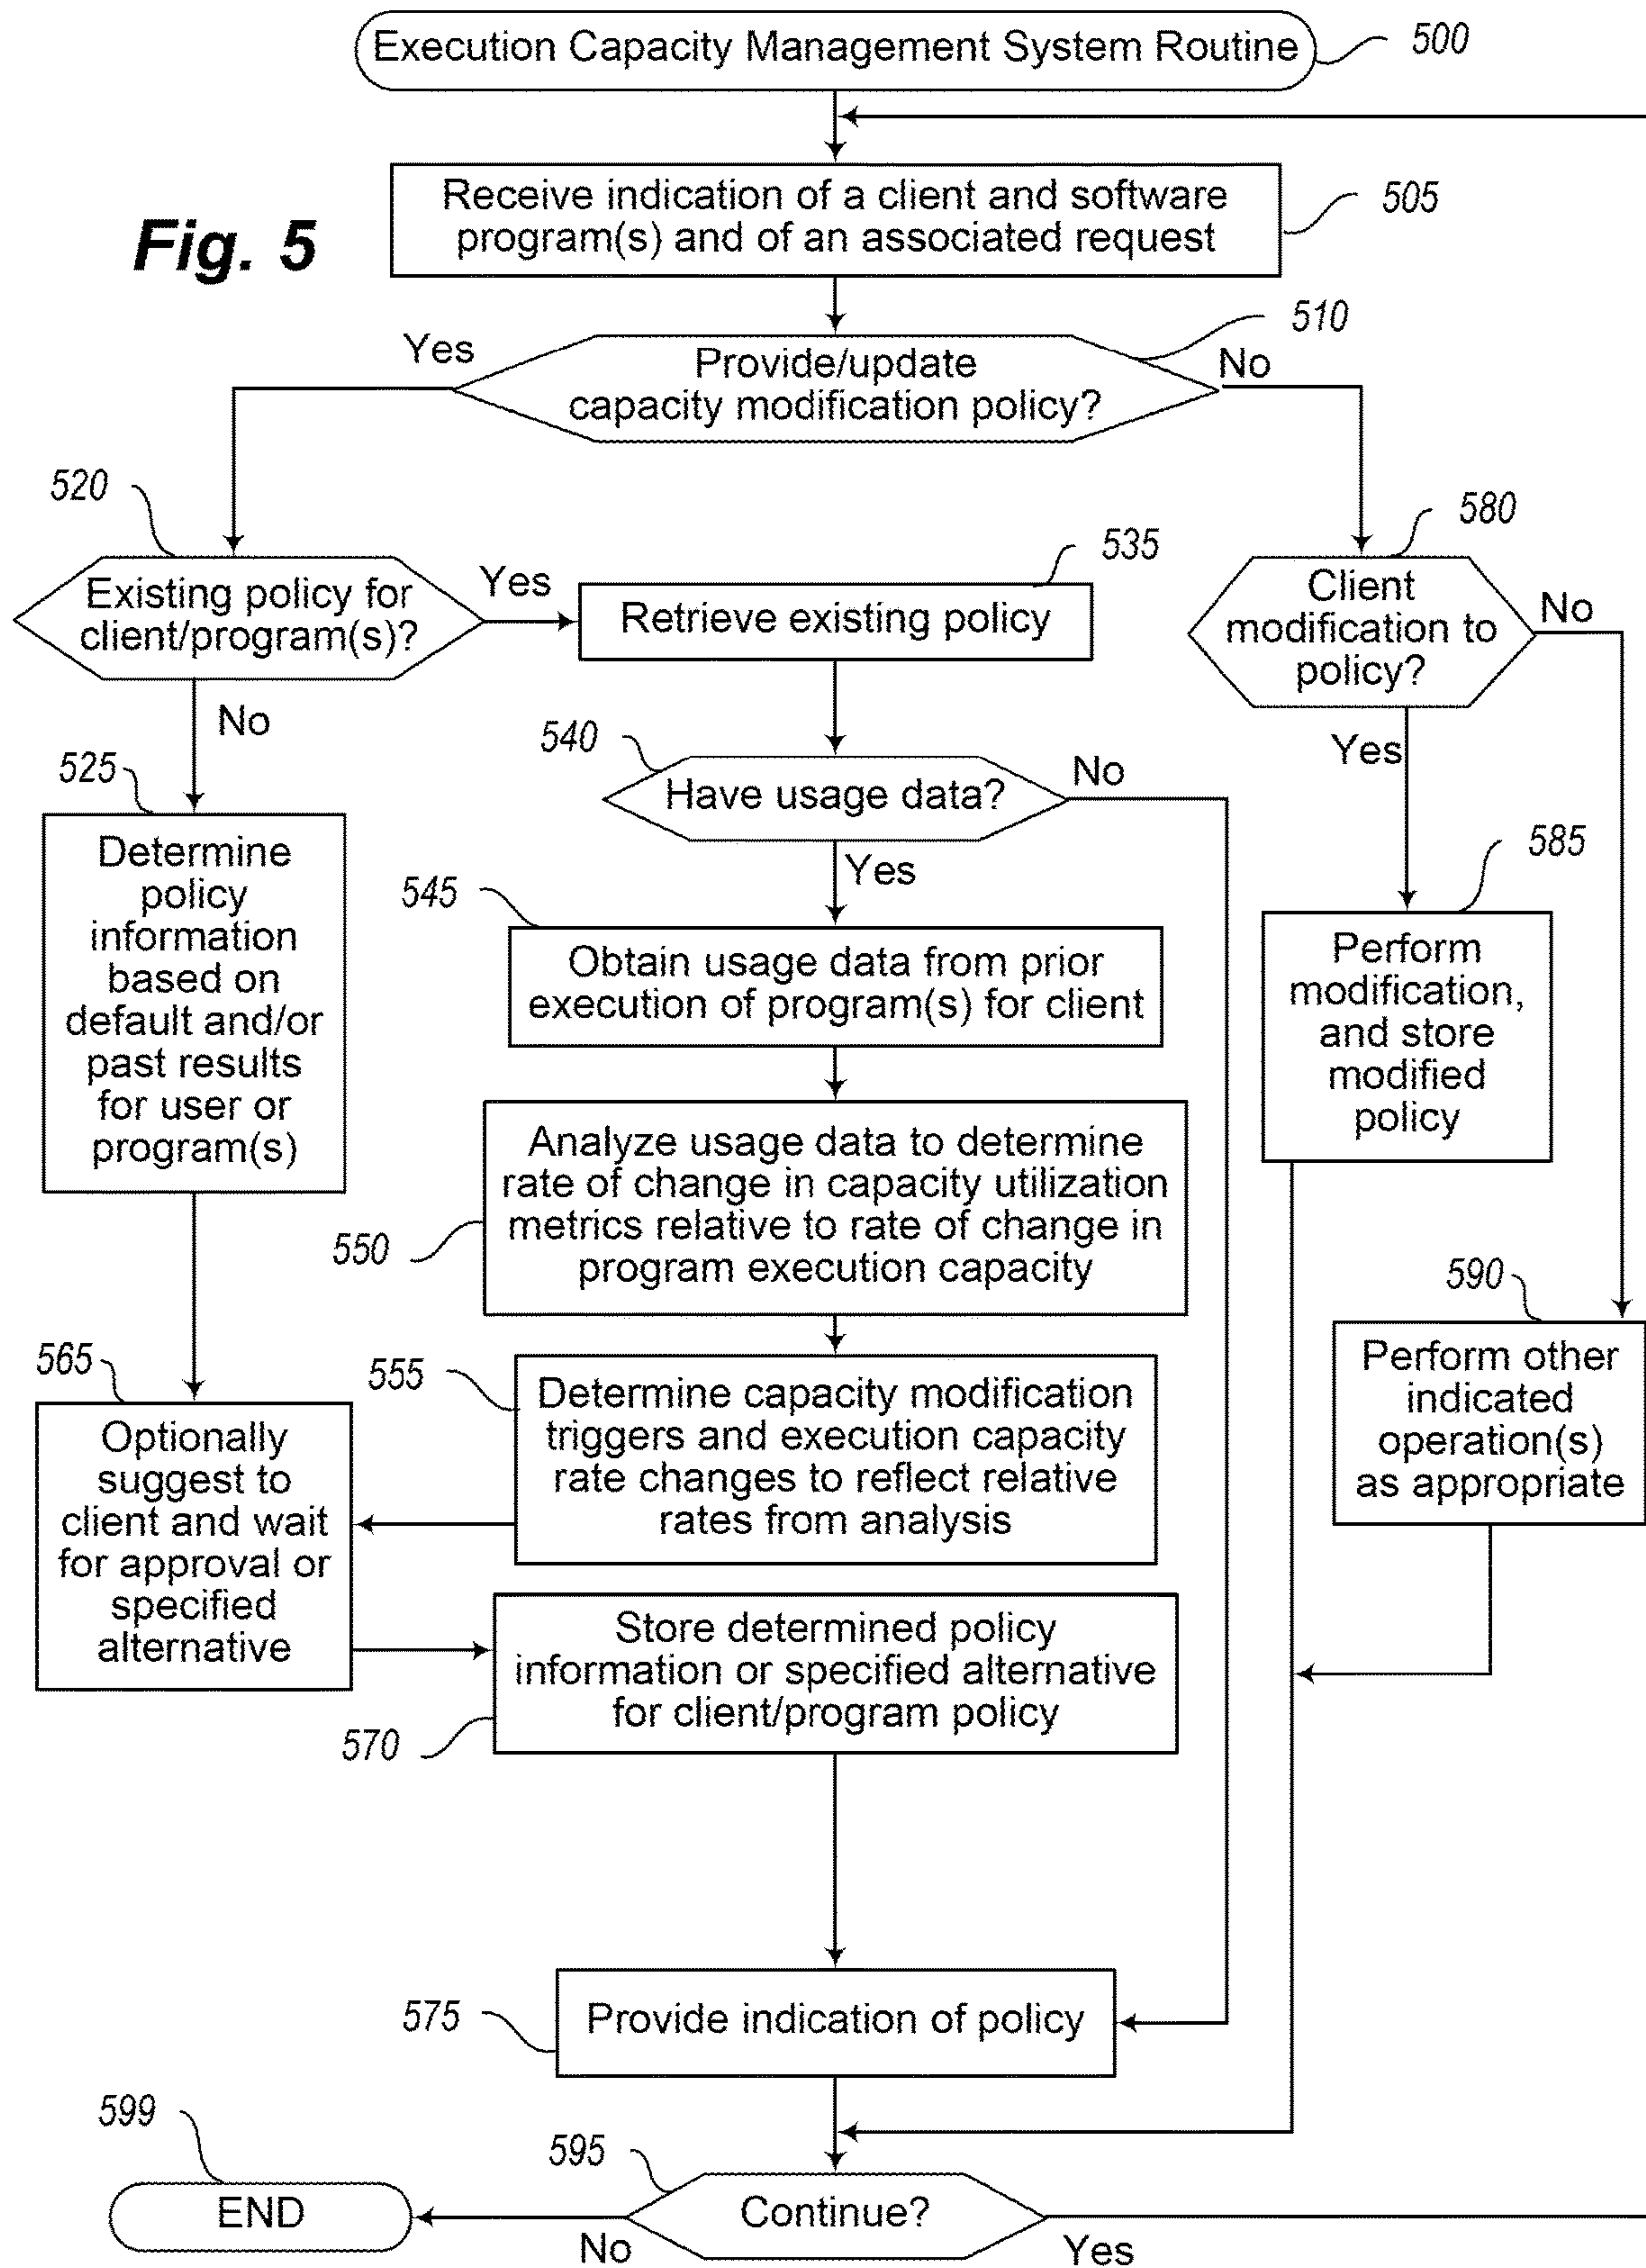 Execution Capacity Management System Routine
500
Fig. 5
Receive indication of a client and software
program(s) and of an associated request
505
510
Yes
Provide/update
capacity modification policy?
No
520
Existing policy for
client/program(s)?
Yes
No
535
Retrieve existing policy
580
Client
modification to
policy?
No
Yes
540
Have usage data?
No
Yes
525
Determine
policy
information
based on
default and/or
past results
for user or
program(s)
545
Obtain usage data from prior
execution of program(s) for client
585
Perform
modification,
and store
modified
policy
Analyze usage data to determine
rate of change in capacity utilization
metrics relative to rate of change in
program execution capacity
550
590
Perform other
indicated
operation(s)
as appropriate
565
Optionally
suggest to
client and wait
for approval or
specified
alternative
555
Determine capacity modification
triggers and execution capacity
rate changes to reflect relative
rates from analysis
Store determined policy
information or specified alternative
for client/program policy
570
575
Provide indication of policy
599
END
595
Continue?
No
Yes